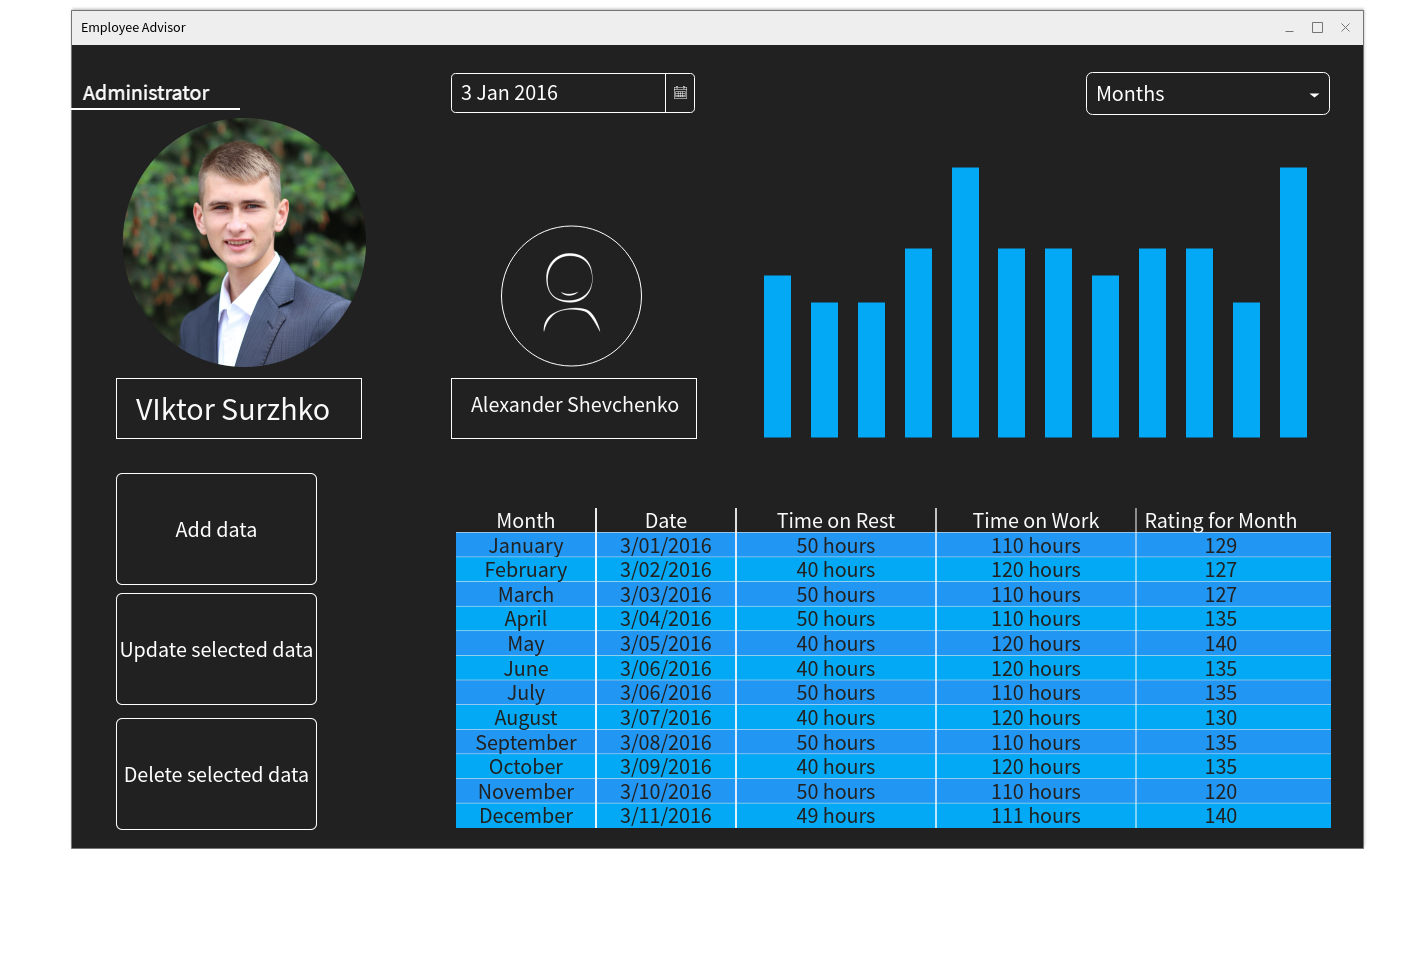 Employee Advisor
Administrator
3 Jan 2016
Months
VIktor Surzhko
Alexander Shevchenko
Add data
Update selected data
Delete selected data
Month Date Time on Rest Time on Work Rating for Month
January 3/01/2016 50 hours 110 hours 129
February 3/02/2016 40 hours 120 hours 127
March 3/03/2016 50 hours 110 hours 127
April 3/04/2016 50 hours 110 hours 135
May 3/05/2016 40 hours 120 hours 140
June 3/06/2016 40 hours 120 hours 135
July 3/06/2016 50 hours 110 hours 135
August 3/07/2016 40 hours 120 hours 130
September 3/08/2016 50 hours 110 hours 135
October 3/09/2016 40 hours 120 hours 135
November 3/10/2016 50 hours 110 hours 120
December 3/11/2016 49 hours 111 hours 140